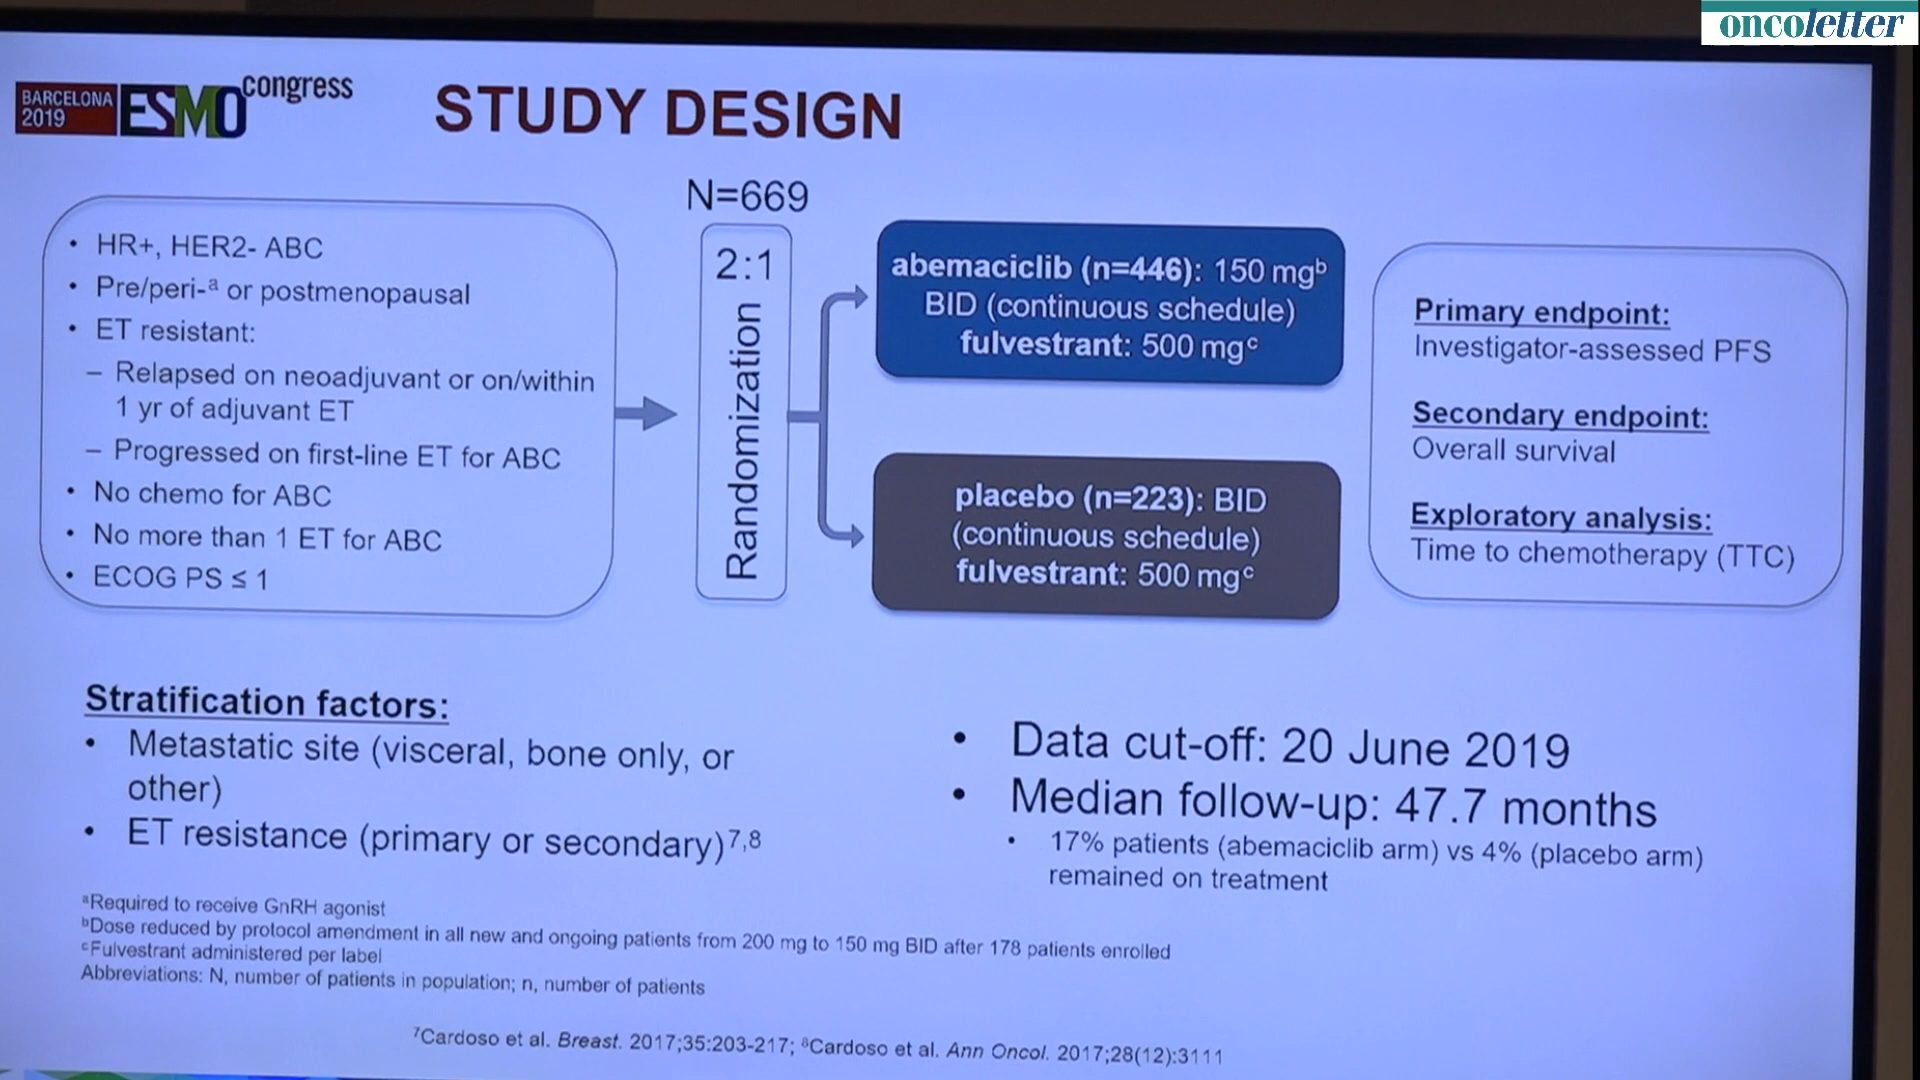 oncoletter
BARCELONA
2019
ESMO
congress
STUDY DESIGN
• HR+, HER2- ABC
• Pre/peri-ᵃ or postmenopausal
• ET resistant:
– Relapsed on neoadjuvant or on/within
1 yr of adjuvant ET
– Progressed on first-line ET for ABC
• No chemo for ABC
• No more than 1 ET for ABC
• ECOG PS ≤ 1
N=669
2:1
Randomization
abemaciclib (n=446): 150 mgᵇ
BID (continuous schedule)
fulvestrant: 500 mgᶜ
placebo (n=223): BID
(continuous schedule)
fulvestrant: 500 mgᶜ
Primary endpoint:
Investigator-assessed PFS
Secondary endpoint:
Overall survival
Exploratory analysis:
Time to chemotherapy (TTC)
Stratification factors:
• Metastatic site (visceral, bone only, or
other)
• ET resistance (primary or secondary)⁷,⁸
• Data cut-off: 20 June 2019
• Median follow-up: 47.7 months
• 17% patients (abemaciclib arm) vs 4% (placebo arm)
remained on treatment
ᵃRequired to receive GnRH agonist
ᵇDose reduced by protocol amendment in all new and ongoing patients from 200 mg to 150 mg BID after 178 patients enrolled
ᶜFulvestrant administered per label
Abbreviations: N, number of patients in population; n, number of patients
⁷Cardoso et al. Breast. 2017;35:203-217; ⁸Cardoso et al. Ann Oncol. 2017;28(12):3111